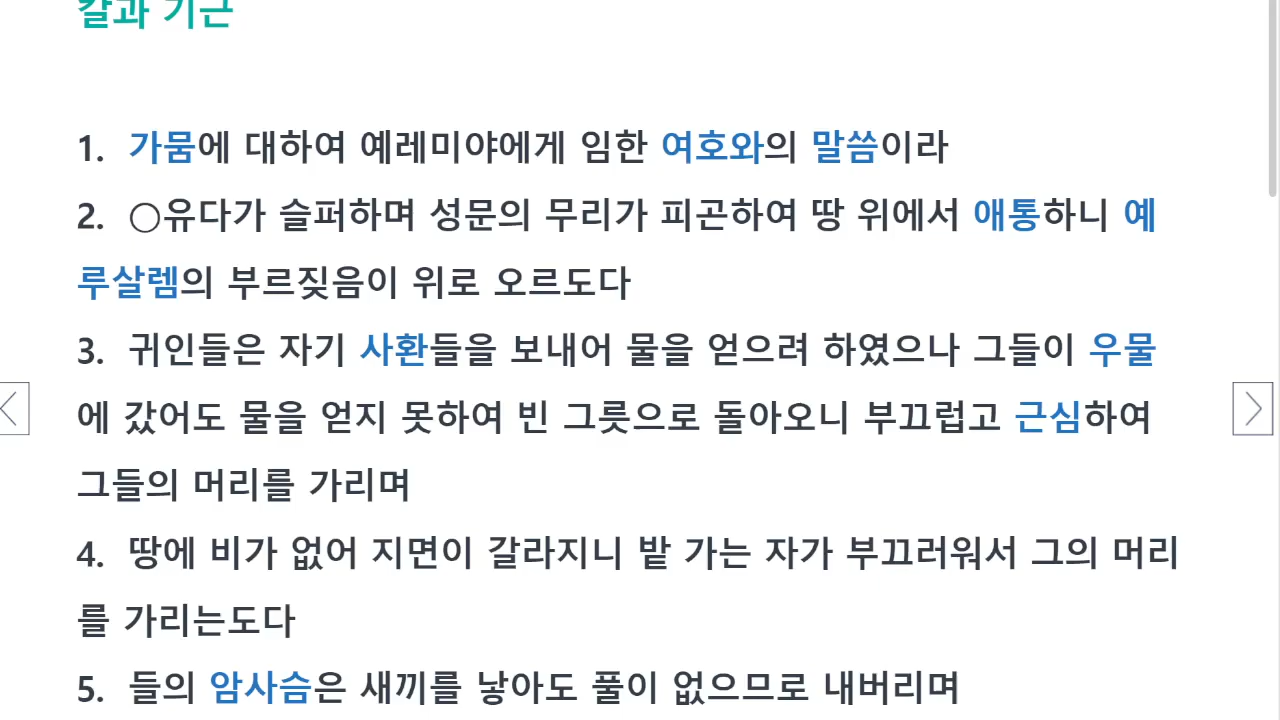 칼과 기근
1. 가뭄에 대하여 예레미야에게 임한 여호와의 말씀이라
2. ○유다가 슬퍼하며 성문의 무리가 피곤하여 땅 위에서 애통하니 예
루살렘의 부르짖음이 위로 오르도다
3. 귀인들은 자기 사환들을 보내어 물을 얻으려 하였으나 그들이 우물
에 갔어도 물을 얻지 못하여 빈 그릇으로 돌아오니 부끄럽고 근심하여
그들의 머리를 가리며
4. 땅에 비가 없어 지면이 갈라지니 밭 가는 자가 부끄러워서 그의 머리
를 가리는도다
5. 들의 암사슴은 새끼를 낳아도 풀이 없으므로 내버리며